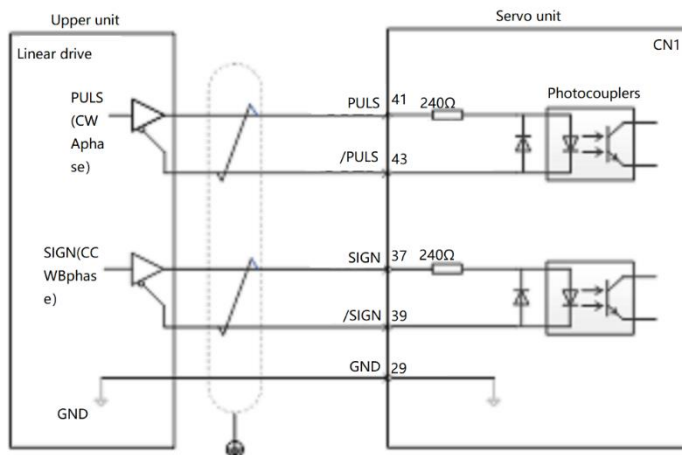 Upper unit
Servo unit
Linear drive
CN1
PULS
(CW
Apha
se)
PULS
41
240Ω
Photocouplers
/PULS
43
SIGN(CC
WBphas
e)
SIGN
37
240Ω
/SIGN
39
GND
29
GND